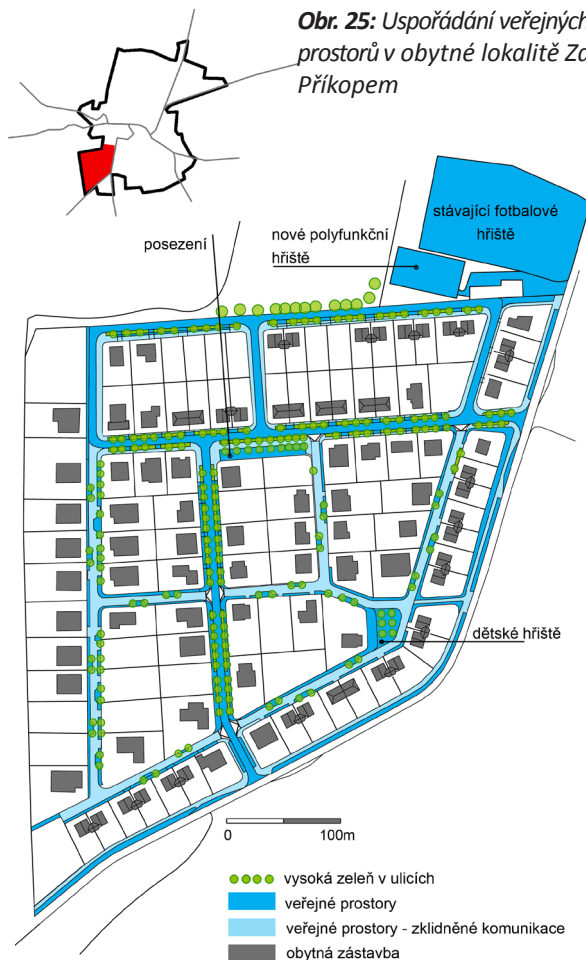 Obr. 25: Uspořádání veřejných
prostorů v obytné lokalitě Za
Příkopem
posezení
nové polyfunkční
hřiště
stávající fotbalové
hřiště
dětské hřiště
0 100m
vysoká zeleň v ulicích
veřejné prostory
veřejné prostory - zklidněné komunikace
obytná zástavba